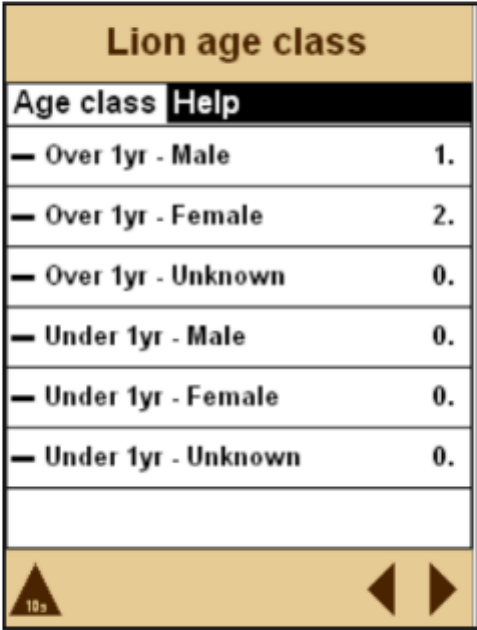 Lion age class
Age class Help
Over 1yr - Male 1.
Over 1yr - Female 2.
Over 1yr - Unknown 0.
Under 1yr - Male 0.
Under 1yr - Female 0.
Under 1yr - Unknown 0.